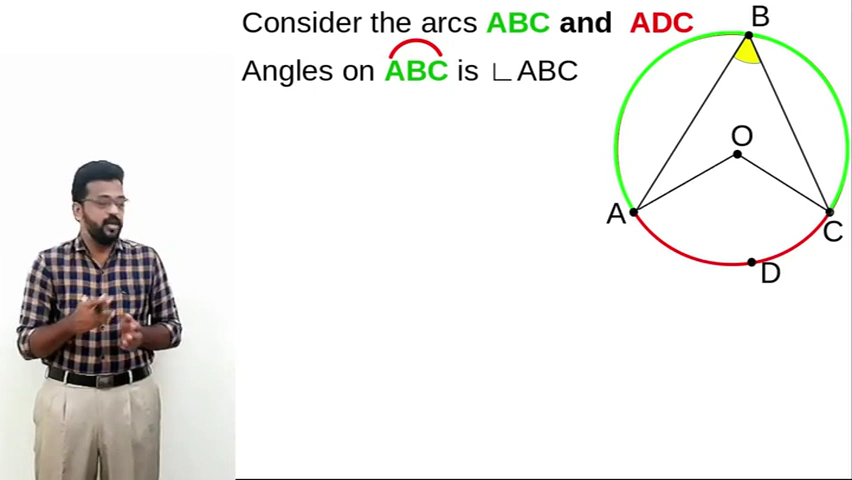 Consider the arcs ABC and ADC
Angles on ABC is ∟ABC
B
O
A
C
D